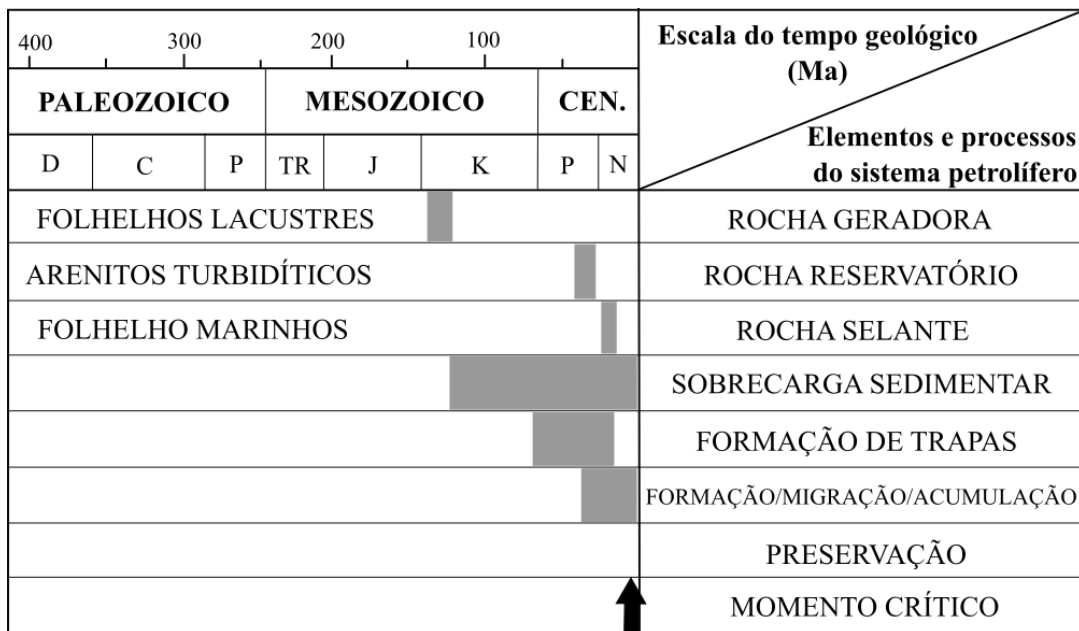 400 300 200 100
Escala do tempo geológico
(Ma)
PALEOZOICO MESOZOICO CEN.
Elementos e processos
do sistema petrolífero
D C P TR J K P N
FOLHELHOS LACUSTRES ROCHA GERADORA
ARENITOS TURBIDÍTICOS ROCHA RESERVATÓRIO
FOLHELHO MARINHOS ROCHA SELANTE
SOBRECARGA SEDIMENTAR
FORMAÇÃO DE TRAPAS
FORMAÇÃO/MIGRAÇÃO/ACUMULAÇÃO
PRESERVAÇÃO
MOMENTO CRÍTICO